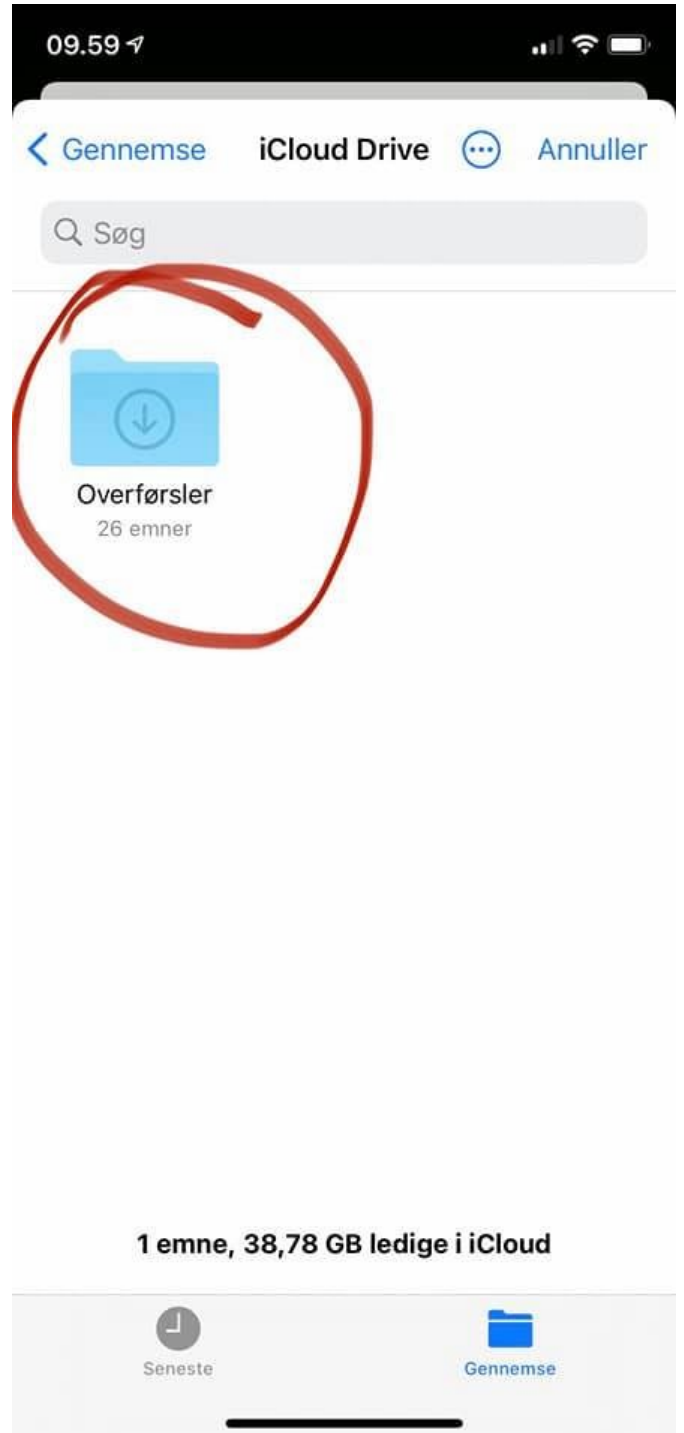 09.59
Gennemse iCloud Drive Annuller
Søg
Overførsler
26 emner
1 emne, 38,78 GB ledige i iCloud
Seneste Gennemse